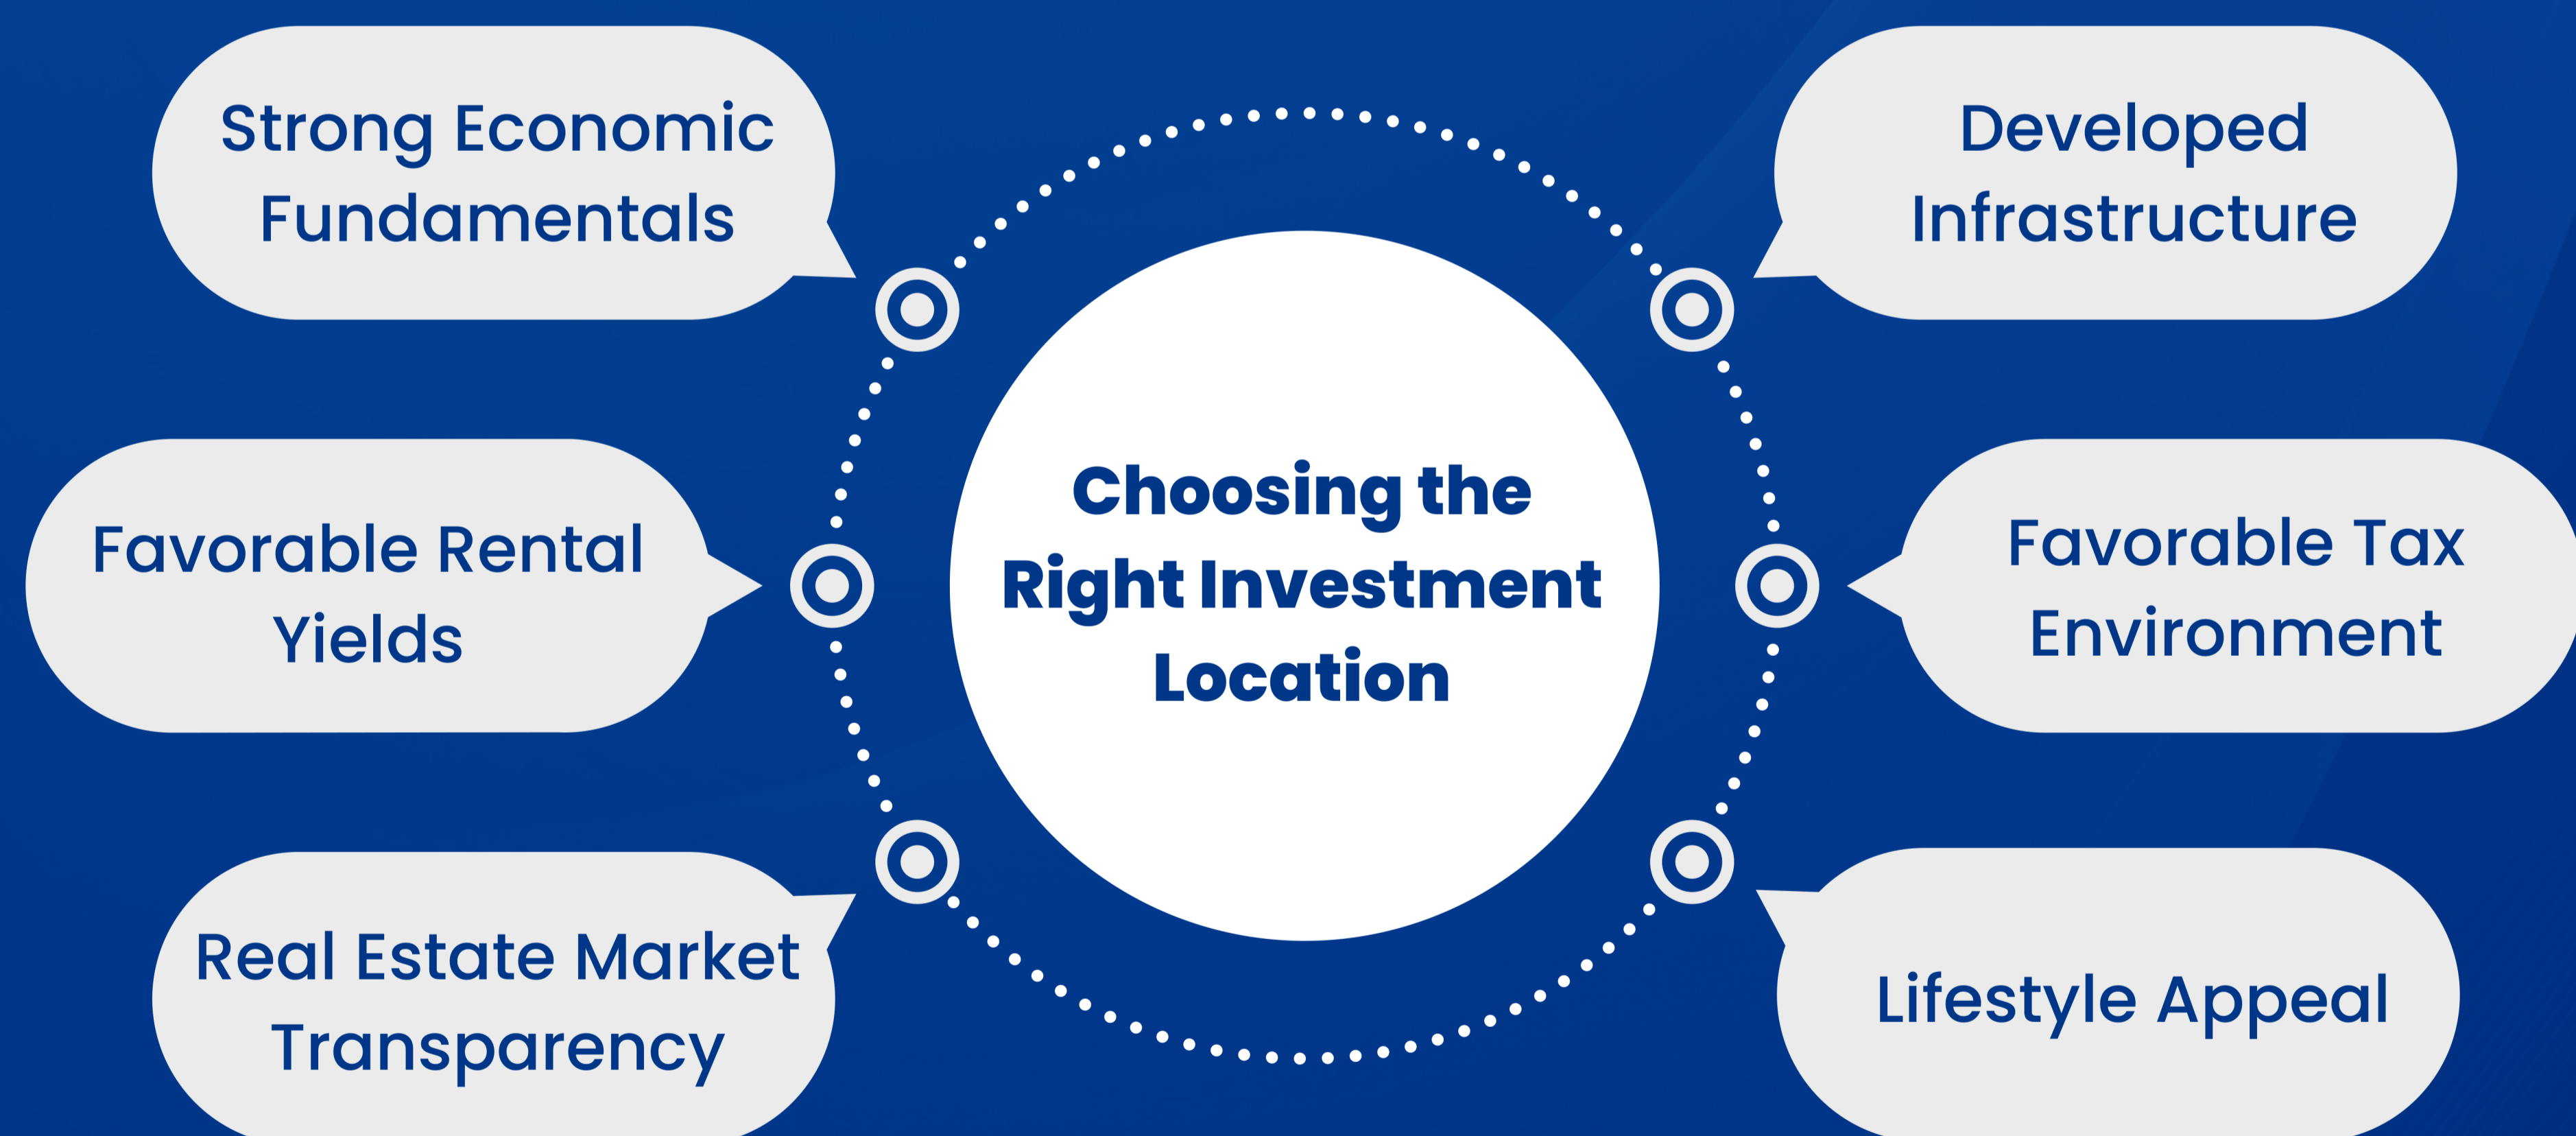 Strong Economic
Fundamentals
Favorable Rental
Yields
Real Estate Market
Transparency
Choosing the
Right Investment
Location
Developed
Infrastructure
Favorable Tax
Environment
Lifestyle Appeal